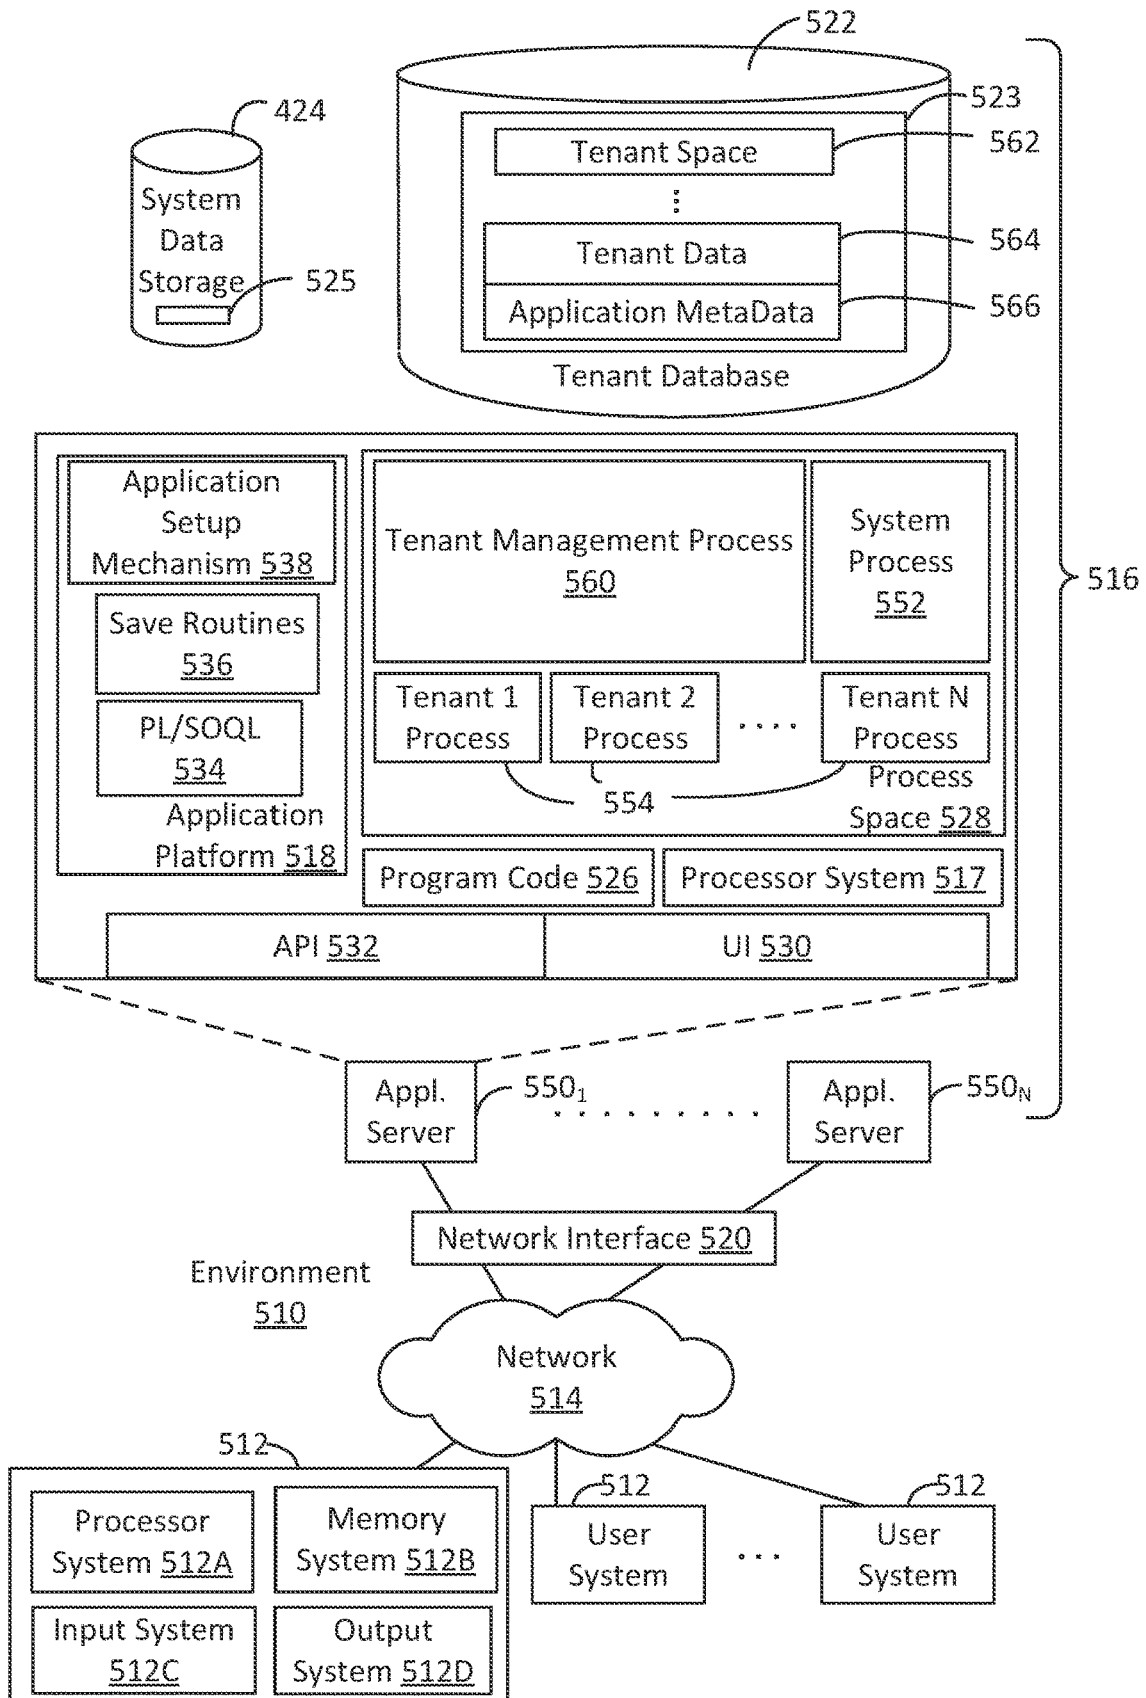 522
424
System
Data
Storage
525
523
Tenant Space
562
Tenant Data
564
Application MetaData
566
Tenant Database
Application
Setup
Mechanism 538
Save Routines
536
PL/SOQL
534
Application
Platform 518
Tenant Management Process
560
System
Process
552
516
Tenant 1
Process
Tenant 2
Process
Tenant N
Process
554
Process
Space 528
Program Code 526
Processor System 517
API 532
UI 530
Appl.
Server
550₁
Appl.
Server
550N
Network Interface 520
Environment
510
Network
514
512
Processor
System 512A
Memory
System 512B
Input System
512C
Output
System 512D
512
User
System
512
User
System